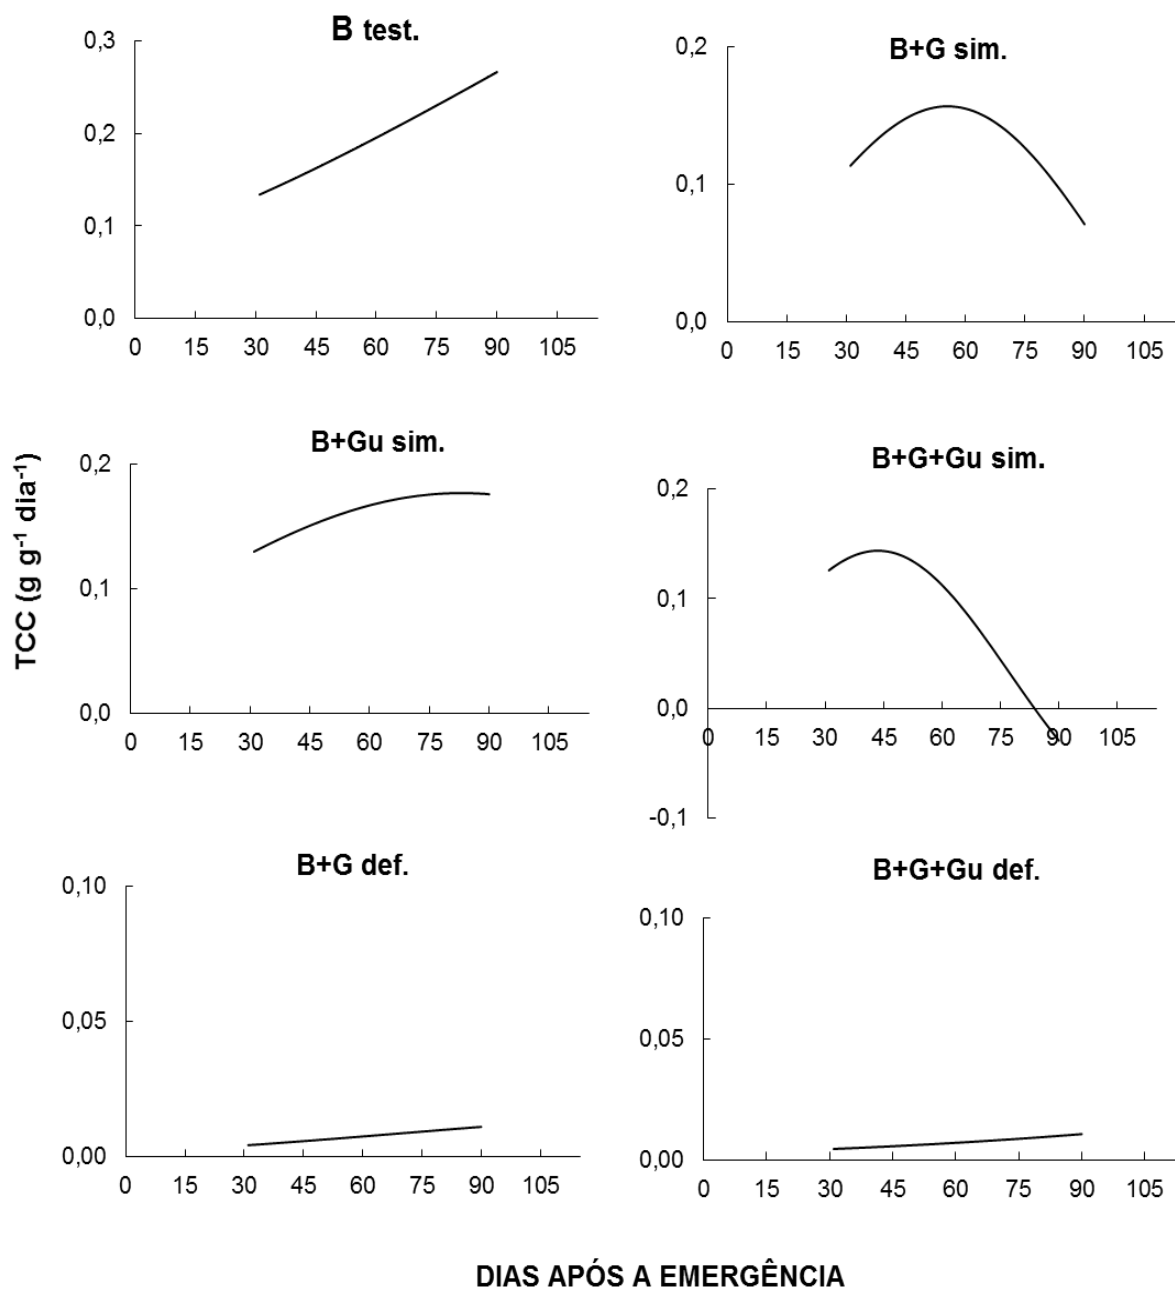 B test.
0,3
0,2
0,1
0,0
0 15 30 45 60 75 90 105
B+G sim.
0,2
0,1
0,0
0 15 30 45 60 75 90 105
TCC (g g⁻¹ dia⁻¹)
B+Gu sim.
0,2
0,1
0,0
0 15 30 45 60 75 90 105
B+G+Gu sim.
0,2
0,1
0,0
0 15 30 45 60 75 90 105
-0,1
B+G def.
0,10
0,05
0,00
0 15 30 45 60 75 90 105
B+G+Gu def.
0,10
0,05
0,00
0 15 30 45 60 75 90 105
DIAS APÓS A EMERGÊNCIA